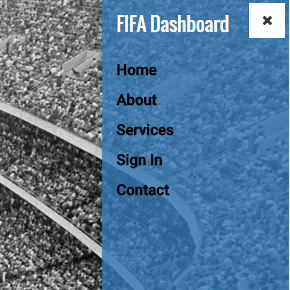 FIFA Dashboard
Home
About
Services
Sign In
Contact